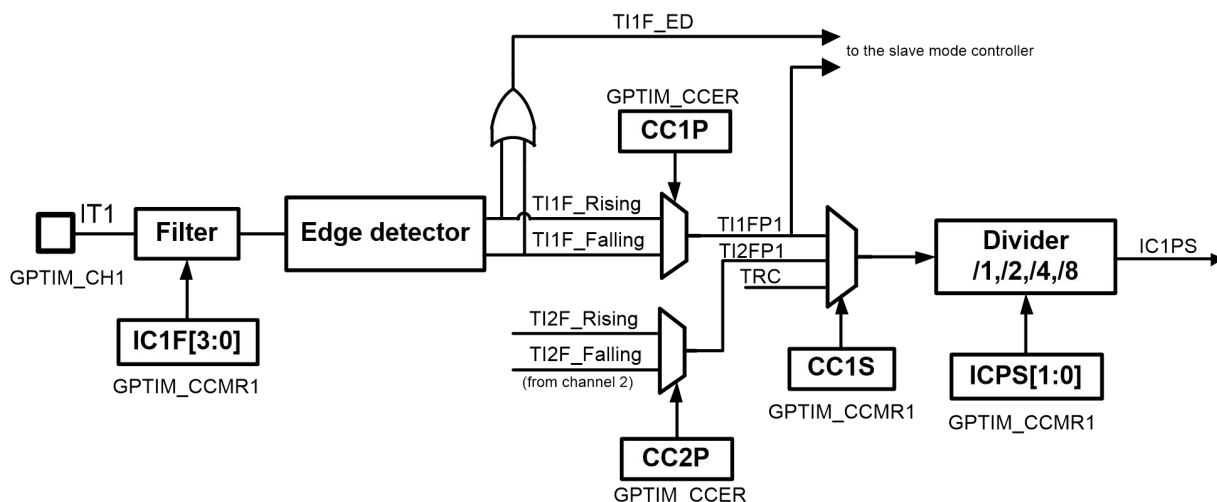 TI1F_ED
to the slave mode controller
GPTIM_CCER
CC1P
IT1
Filter
Edge detector
TI1F_Rising
TI1F_Falling
TI1FP1
TI2FP1
TRC
Divider
/1,/2,/4,/8
IC1PS
GPTIM_CH1
IC1F[3:0]
GPTIM_CCMR1
TI2F_Rising
TI2F_Falling
(from channel 2)
CC1S
GPTIM_CCMR1
ICPS[1:0]
GPTIM_CCMR1
CC2P
GPTIM_CCER